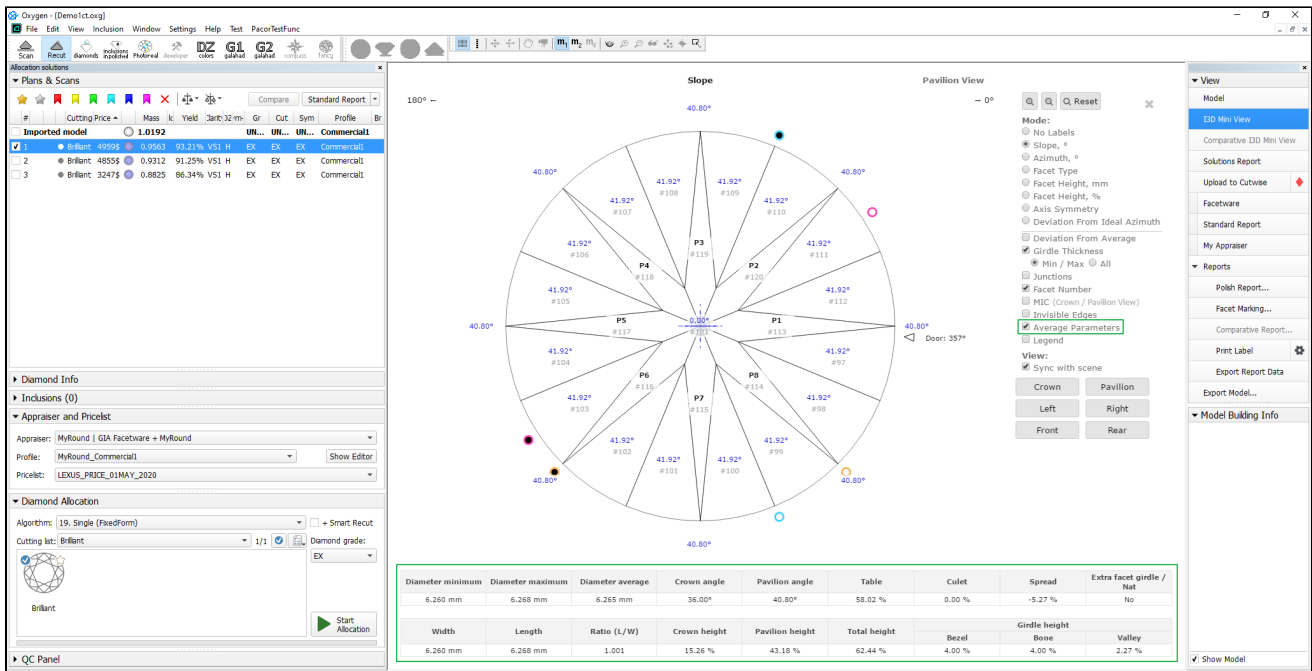 Oxygen - [Demo1ct.oxg]
File Edit View Inclusion Window Settings Help Test PacorTestFunc
Scan Recut diamonds inclusions inpolished Photoreal developer DZ colors G1 galahad G2 galahad compass fancy
m1 m2
Allocation solutions
Plans & Scans
Compare Standard Report
# Cutting Price Mass Yield Gr Cut Sym Profile Br
Imported model 1.0192 UN... UN... UN... Commercial1
1 Brilliant 4959$ 0.9563 93.21% VS1 H EX EX EX Commercial1
2 Brilliant 4855$ 0.9312 91.25% VS1 H EX EX EX Commercial1
3 Brilliant 3247$ 0.8825 86.34% VS1 H EX EX EX Commercial1
Diamond Info
Inclusions (0)
Appraiser and Pricelist
Appraiser: MyRound | GIA Facetware + MyRound
Profile: MyRound_Commercial1 Show Editor
Pricelist: LEXUS_PRICE_01MAY_2020
Diamond Allocation
Algorithm: 19. Single (FixedForm) + Smart Recut
Cutting list: Brilliant 1/1 Diamond grade:
EX
Brilliant
Start
Allocation
QC Panel
Slope Pavilion View
180° ← → 0°
40.80°
40.80° 40.80°
41.92° 41.92°
#108 #109
41.92° 41.92°
#107 #110
P3
41.92° 41.92°
#106 #119 #111
P4 P2
#118 #120
41.92° 41.92°
#105 #112
P5 P1
40.80° 0.00° 40.80°
#117 #121 #113
Door: 357°
41.92° 41.92°
#104 #97
P6 P8
#116 #114
41.92° P7 41.92°
#103 #115 #98
41.92° 41.92°
#102 #99
41.92° 41.92°
#101 #100
40.80° 40.80°
40.80°
Reset
Mode:
No Labels
Slope, °
Azimuth, °
Facet Type
Facet Height, mm
Facet Height, %
Axis Symmetry
Deviation From Ideal Azimuth
Deviation From Average
Girdle Thickness
Min / Max All
Junctions
Facet Number
MIC (Crown / Pavilion View)
Invisible Edges
Average Parameters
Legend
View:
Sync with scene
Crown Pavilion
Left Right
Front Rear
Diameter minimum Diameter maximum Diameter average Crown angle Pavilion angle Table Culet Spread Extra facet girdle / Nat
6.260 mm 6.268 mm 6.265 mm 36.00° 40.80° 58.02 % 0.00 % -5.27 % No
Width Length Ratio (L/W) Crown height Pavilion height Total height Girdle height
Bezel Bone Valley
6.260 mm 6.268 mm 1.001 15.26 % 43.18 % 62.44 % 4.00 % 4.00 % 2.27 %
View
Model
I3D Mini View
Comparative I3D Mini View
Solutions Report
Upload to Cutwise
Facetware
Standard Report
My Appraiser
Reports
Polish Report...
Facet Marking...
Comparative Report...
Print Label
Export Report Data
Export Model...
Model Building Info
Show Model